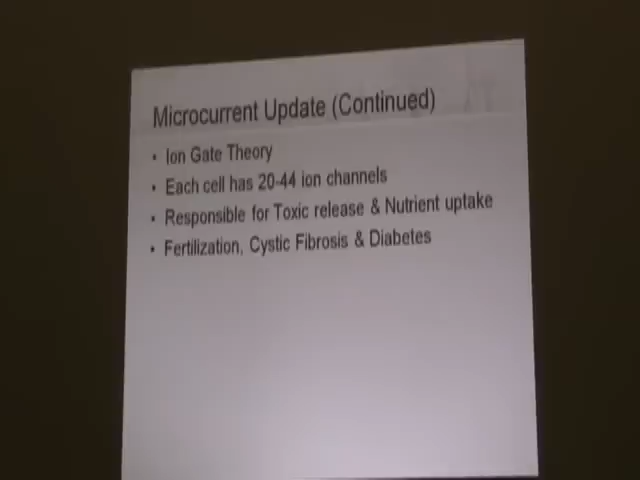 Microcurrent Update (Continued)
• Ion Gate Theory
• Each cell has 20-44 ion channels
• Responsible for Toxic release & Nutrient uptake
• Fertilization, Cystic Fibrosis & Diabetes